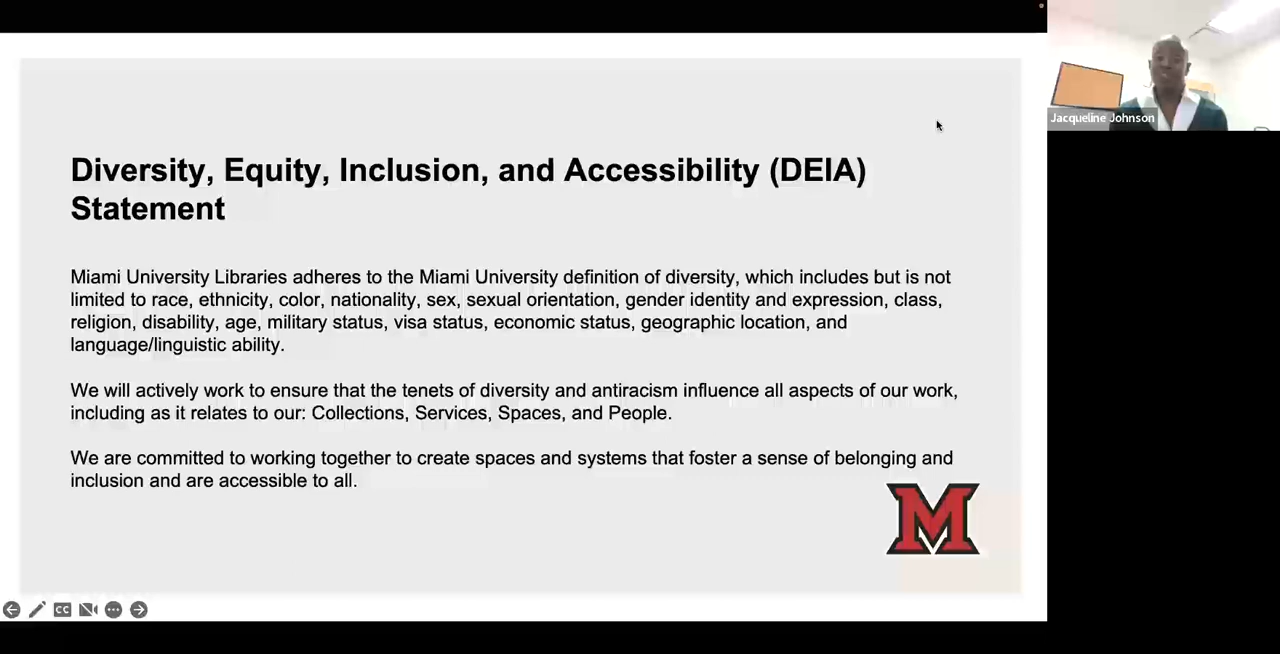 Diversity, Equity, Inclusion, and Accessibility (DEIA)
Statement
Miami University Libraries adheres to the Miami University definition of diversity, which includes but is not
limited to race, ethnicity, color, nationality, sex, sexual orientation, gender identity and expression, class,
religion, disability, age, military status, visa status, economic status, geographic location, and
language/linguistic ability.
We will actively work to ensure that the tenets of diversity and antiracism influence all aspects of our work,
including as it relates to our: Collections, Services, Spaces, and People.
We are committed to working together to create spaces and systems that foster a sense of belonging and
inclusion and are accessible to all.
M
CC
Jacqueline Johnson